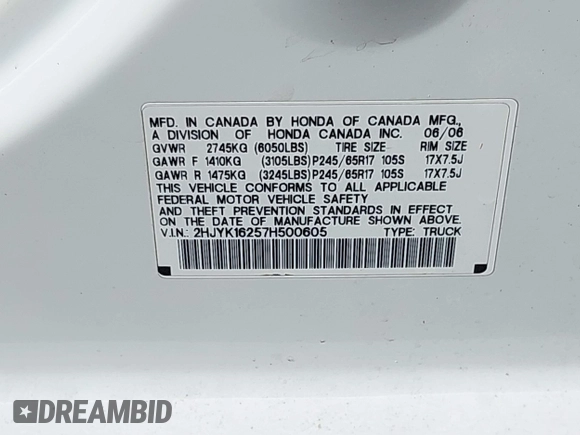 MFD. IN CANADA BY HONDA OF CANADA MFG.,
A DIVISION OF HONDA CANADA INC. 06/06
GVWR 2745KG (6050LBS) TIRE SIZE RIM SIZE
GAWR F 1410KG (3105LBS)P245/65R17 105S 17X7.5J
GAWR R 1475KG (3245LBS)P245/65R17 105S 17X7.5J
THIS VEHICLE CONFORMS TO ALL APPLICABLE
FEDERAL MOTOR VEHICLE SAFETY
AND THEFT PREVENTION STANDARDS IN EFFECT
ON THE DATE OF MANUFACTURE SHOWN ABOVE.
V.I.N.: 2HJYK16257H500605 TYPE: TRUCK
DREAMBID